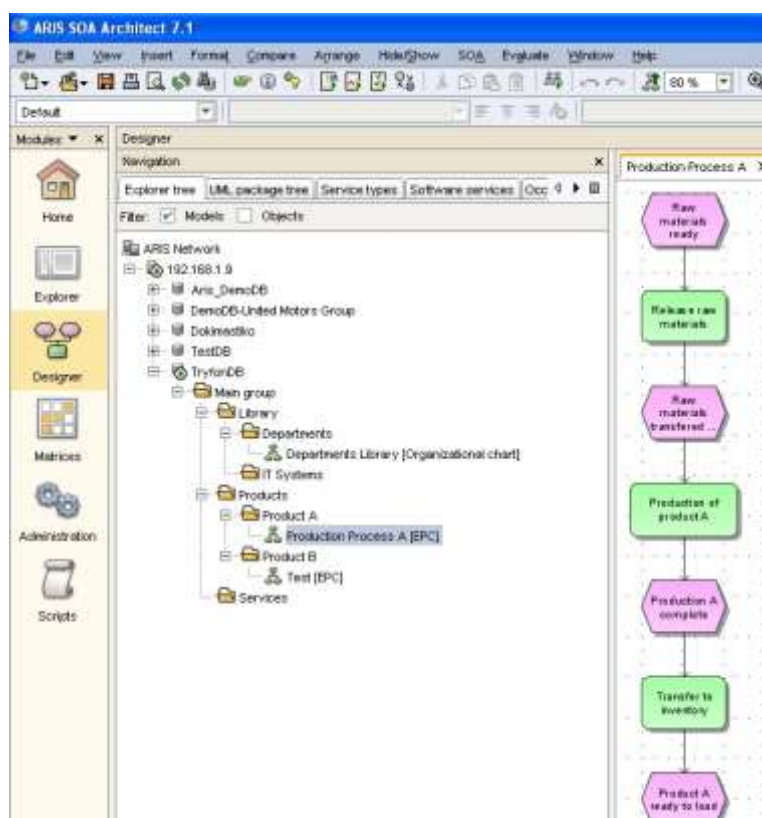 ARIS SOA Architect 7.1
File Edit View Insert Format Compare Arrange Hide/Show SOA Evaluate Window Help
80 %
Default
Modules
Designer
Navigation
Production Process A
Explorer tree UML package tree Service types Software services Occ
Filter: Models Objects
Home
Explorer
Designer
Matrices
Administration
Scripts
ARIS Network
192.168.1.9
Aris_DemoDB
DemoDB-United Motors Group
Dokimastiko
TestDB
TryfonDB
Main group
Library
Departments
Departments Library [Organizational chart]
IT Systems
Products
Product A
Production Process A [EPC]
Product B
Test [EPC]
Services
Raw
materials
ready
Release raw
materials
Raw
materials
transfered ...
Production of
product A
Production A
complete
Transfer to
inventory
Product A
ready to load